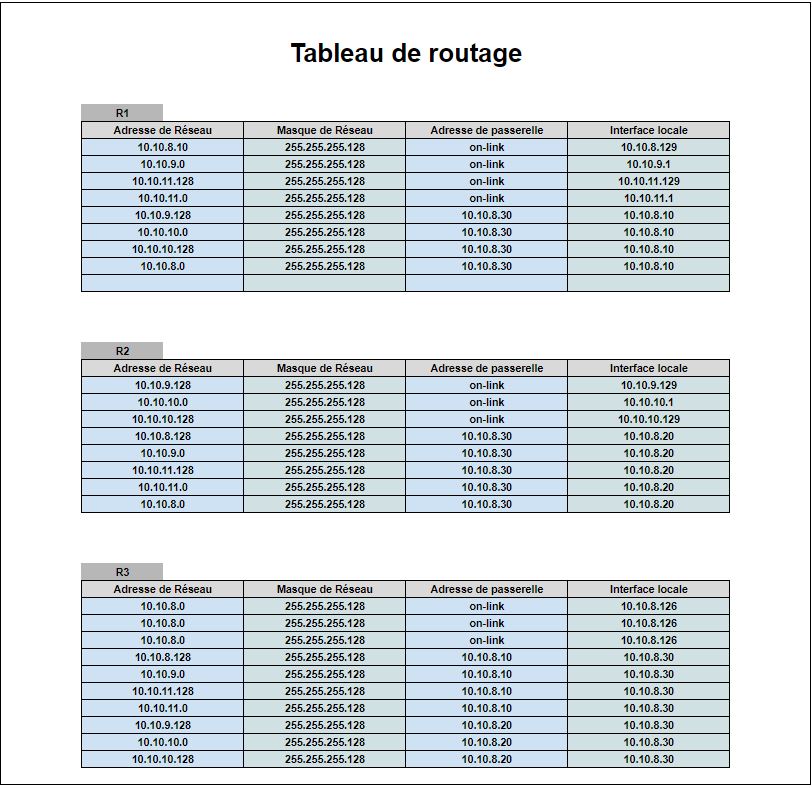 Tableau de routage
R1
Adresse de Réseau Masque de Réseau Adresse de passerelle Interface locale
10.10.8.10 255.255.255.128 on-link 10.10.8.129
10.10.9.0 255.255.255.128 on-link 10.10.9.1
10.10.11.128 255.255.255.128 on-link 10.10.11.129
10.10.11.0 255.255.255.128 on-link 10.10.11.1
10.10.9.128 255.255.255.128 10.10.8.30 10.10.8.10
10.10.10.0 255.255.255.128 10.10.8.30 10.10.8.10
10.10.10.128 255.255.255.128 10.10.8.30 10.10.8.10
10.10.8.0 255.255.255.128 10.10.8.30 10.10.8.10
R2
Adresse de Réseau Masque de Réseau Adresse de passerelle Interface locale
10.10.9.128 255.255.255.128 on-link 10.10.9.129
10.10.10.0 255.255.255.128 on-link 10.10.10.1
10.10.10.128 255.255.255.128 on-link 10.10.10.129
10.10.8.128 255.255.255.128 10.10.8.30 10.10.8.20
10.10.9.0 255.255.255.128 10.10.8.30 10.10.8.20
10.10.11.128 255.255.255.128 10.10.8.30 10.10.8.20
10.10.11.0 255.255.255.128 10.10.8.30 10.10.8.20
10.10.8.0 255.255.255.128 10.10.8.30 10.10.8.20
R3
Adresse de Réseau Masque de Réseau Adresse de passerelle Interface locale
10.10.8.0 255.255.255.128 on-link 10.10.8.126
10.10.8.0 255.255.255.128 on-link 10.10.8.126
10.10.8.0 255.255.255.128 on-link 10.10.8.126
10.10.8.128 255.255.255.128 10.10.8.10 10.10.8.30
10.10.9.0 255.255.255.128 10.10.8.10 10.10.8.30
10.10.11.128 255.255.255.128 10.10.8.10 10.10.8.30
10.10.11.0 255.255.255.128 10.10.8.10 10.10.8.30
10.10.9.128 255.255.255.128 10.10.8.20 10.10.8.30
10.10.10.0 255.255.255.128 10.10.8.20 10.10.8.30
10.10.10.128 255.255.255.128 10.10.8.20 10.10.8.30